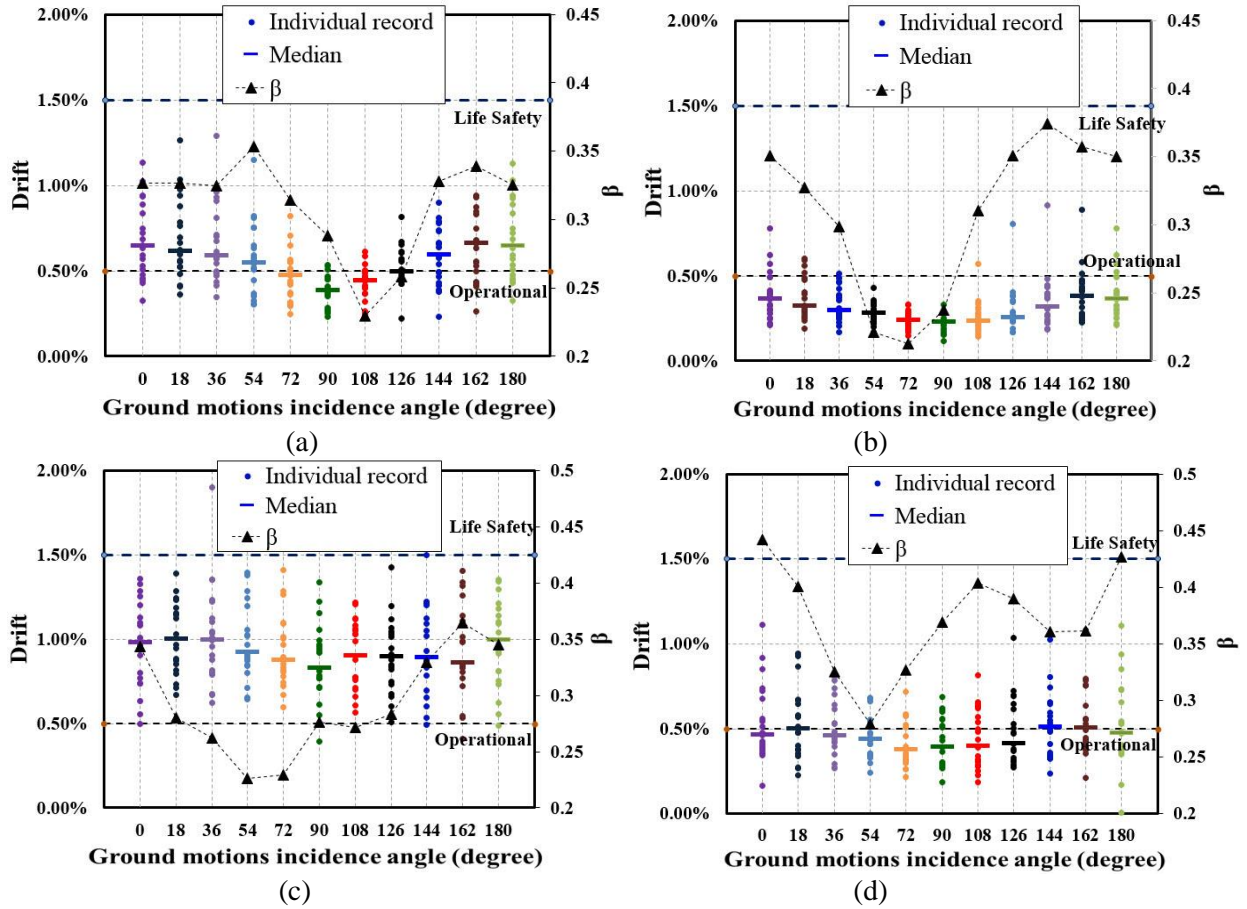 2.00%
1.50%
1.00%
0.50%
0.00%
Drift
Individual record
Median
β
Life Safety
Operational
0.45
0.4
0.35
0.3
0.25
0.2
β
0 18 36 54 72 90 108 126 144 162 180
Ground motions incidence angle (degree)
(a)
2.00%
1.50%
1.00%
0.50%
0.00%
Drift
Individual record
Median
β
Life Safety
Operational
0.45
0.4
0.35
0.3
0.25
0.2
β
0 18 36 54 72 90 108 126 144 162 180
Ground motions incidence angle (degree)
(b)
2.00%
1.50%
1.00%
0.50%
0.00%
Drift
Individual record
Median
β
Life Safety
Operational
0.5
0.45
0.4
0.35
0.3
0.25
0.2
β
0 18 36 54 72 90 108 126 144 162 180
Ground motions incidence angle (degree)
(c)
2.00%
1.50%
1.00%
0.50%
0.00%
Drift
Individual record
Median
β
Life Safety
Operational
0.5
0.45
0.4
0.35
0.3
0.25
0.2
β
0 18 36 54 72 90 108 126 144 162 180
Ground motions incidence angle (degree)
(d)